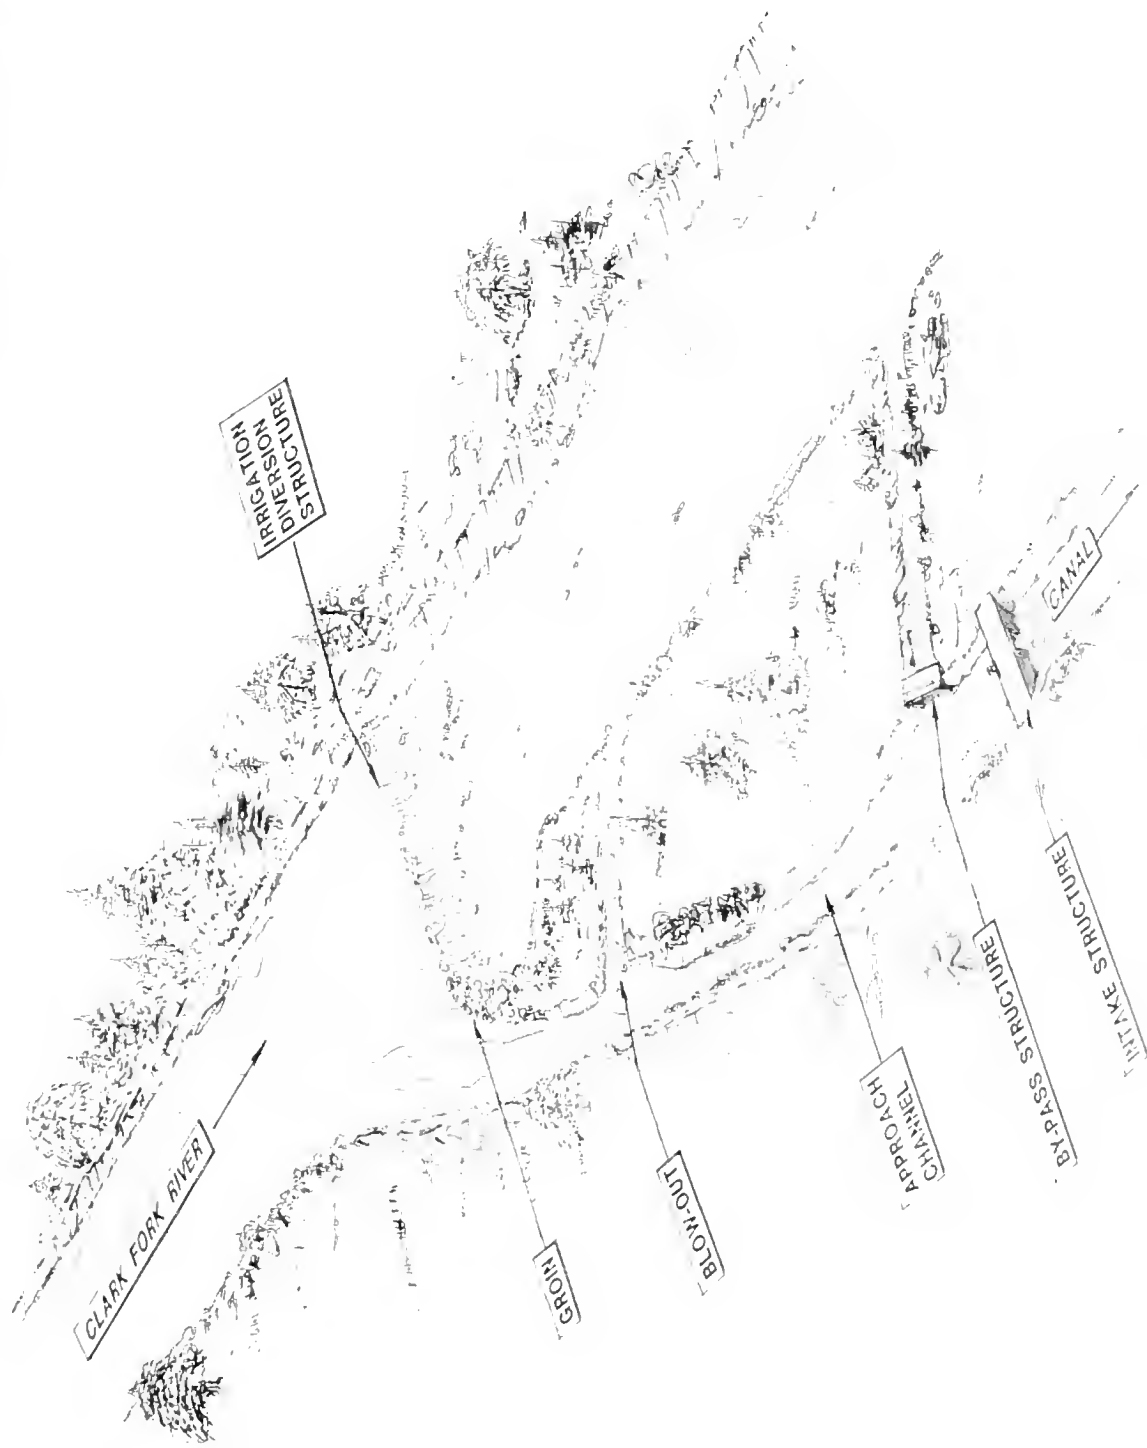 IRRIGATION
DIVERSION
STRUCTURE
CLARK FORK RIVER
GROIN
BLOW-OUT
APPROACH
CHANNEL
BY-PASS STRUCTURE
INTAKE STRUCTURE
CANAL